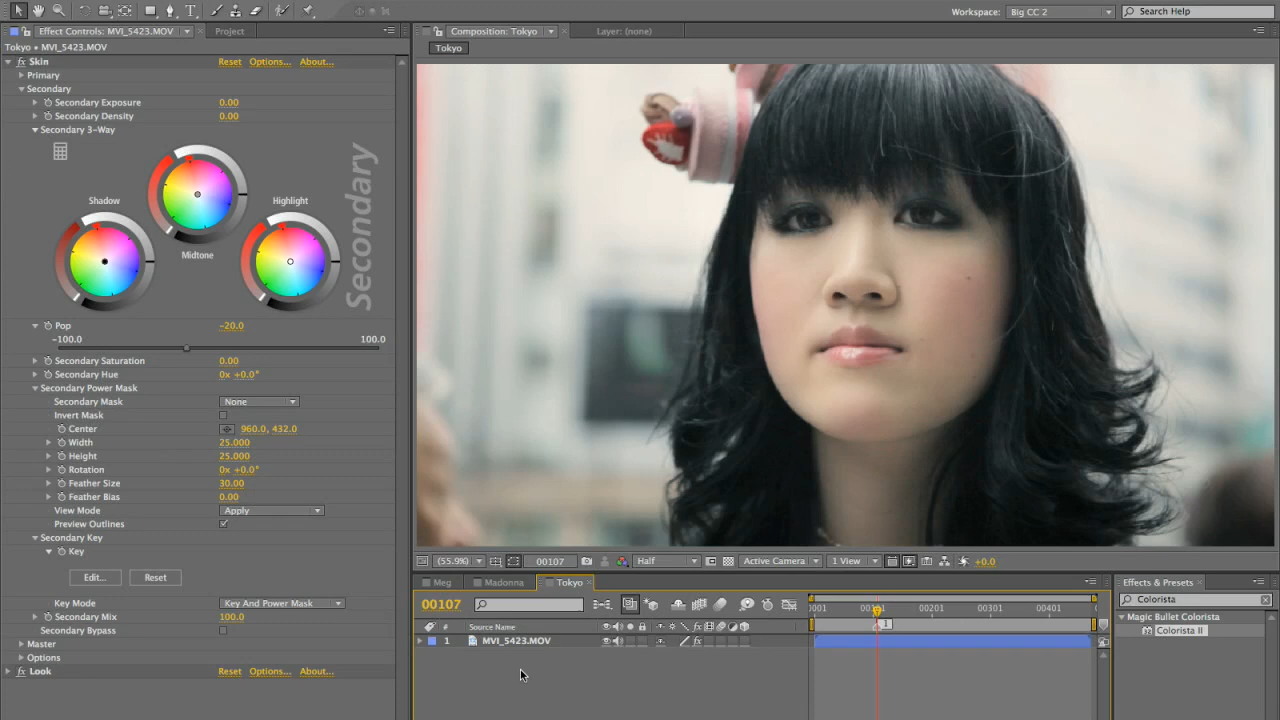 Workspace: Big CC 2 Search Help
Effect Controls: MVI_5423.MOV Project
Composition: Tokyo Layer: (none)
Tokyo • MVI_5423.MOV
Tokyo
Skin Reset Options... About...
Primary
Secondary
Secondary Exposure 0.00
Secondary Density 0.00
Secondary 3-Way
Shadow
Highlight
Midtone
Secondary
Pop -20.0
-100.0 100.0
Secondary Saturation 0.00
Secondary Hue 0x +0.0°
Secondary Power Mask
Secondary Mask None
Invert Mask
Center 960.0, 432.0
Width 25.000
Height 25.000
Rotation 0x +0.0°
Feather Size 30.00
Feather Bias 0.00
View Mode Apply
Preview Outlines
Secondary Key
Key
Edit... Reset
Key Mode Key And Power Mask
Secondary Mix 100.0
Secondary Bypass
Master
Options
Look Reset Options... About...
(55.9%) 00107 Half Active Camera 1 View +0.0
Meg Madonna Tokyo
00107
# Source Name
1 MVI_5423.MOV
00201 00301 00401
1
Effects & Presets
Colorista
Magic Bullet Colorista
Colorista II